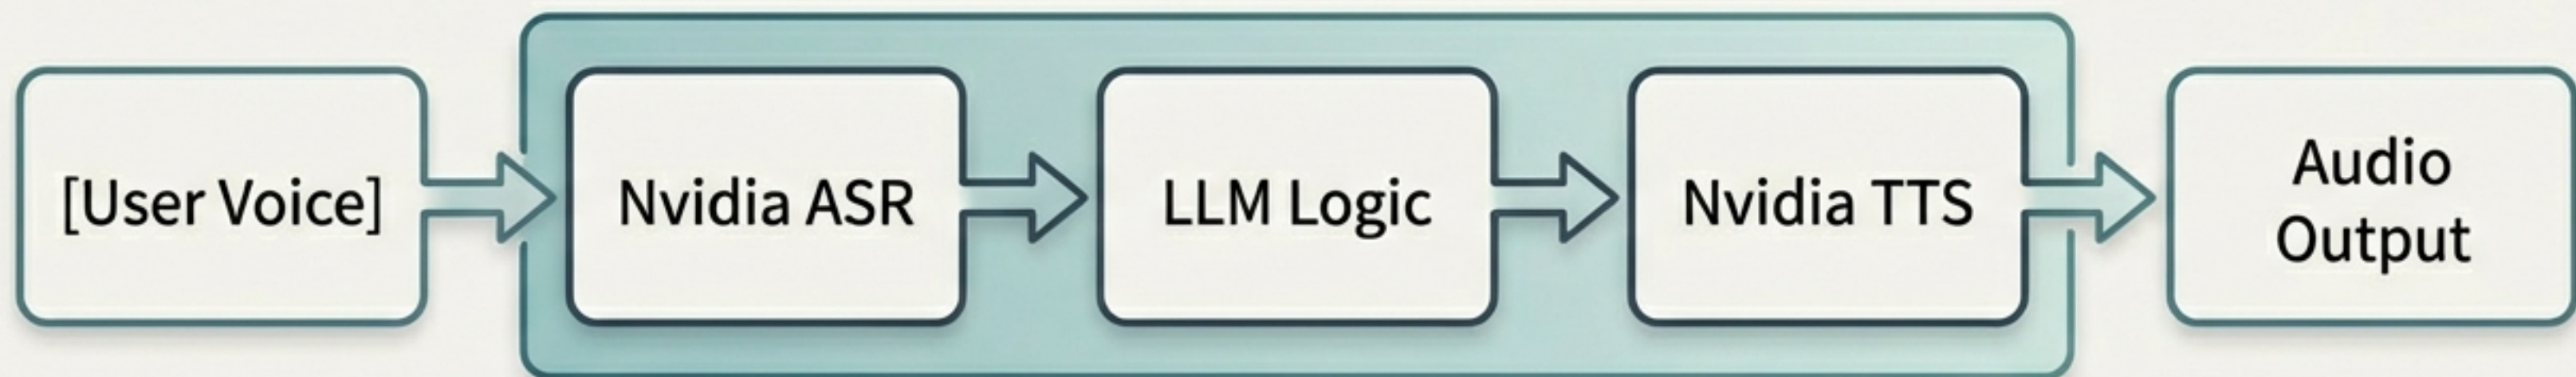 [User Voice]
Nvidia ASR
LLM Logic
Nvidia TTS
Audio
Output